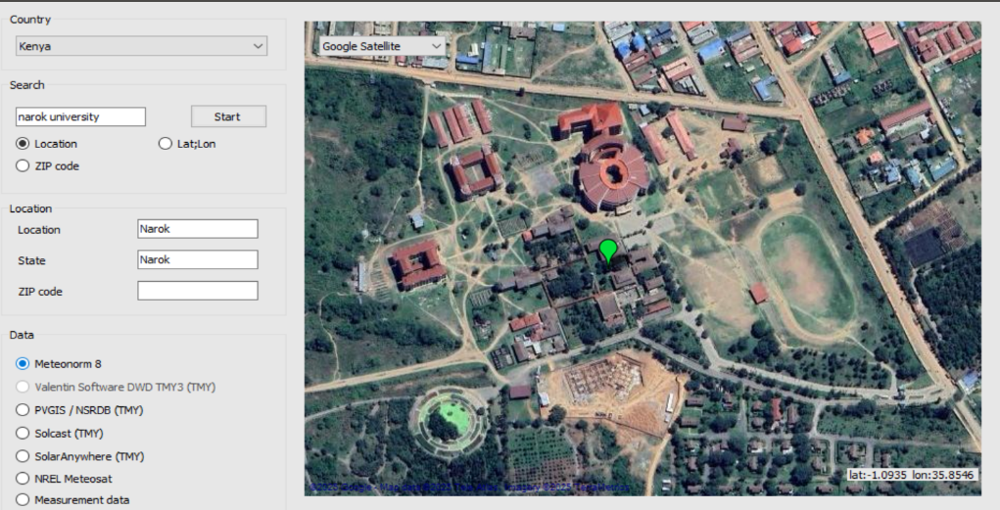 Country
Kenya
Search
narok university
Start
Location
Lat;Lon
ZIP code
Location
Location
Narok
State
Narok
ZIP code
Data
Meteonorm 8
Valentin Software DWD TMY3 (TMY)
PVGIS / NSRDB (TMY)
Solcast (TMY)
SolarAnywhere (TMY)
NREL Meteosat
Measurement data
Google Satellite
lat:-1.0935 lon:35.8546